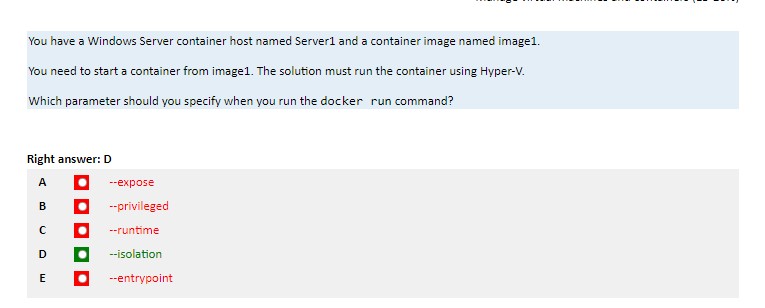 You have a Windows Server container host named Server1 and a container image named image1.
You need to start a container from image1. The solution must run the container using Hyper-V.
Which parameter should you specify when you run the docker run command?
Right answer: D
A --expose
B --privileged
C --runtime
D --isolation
E --entrypoint